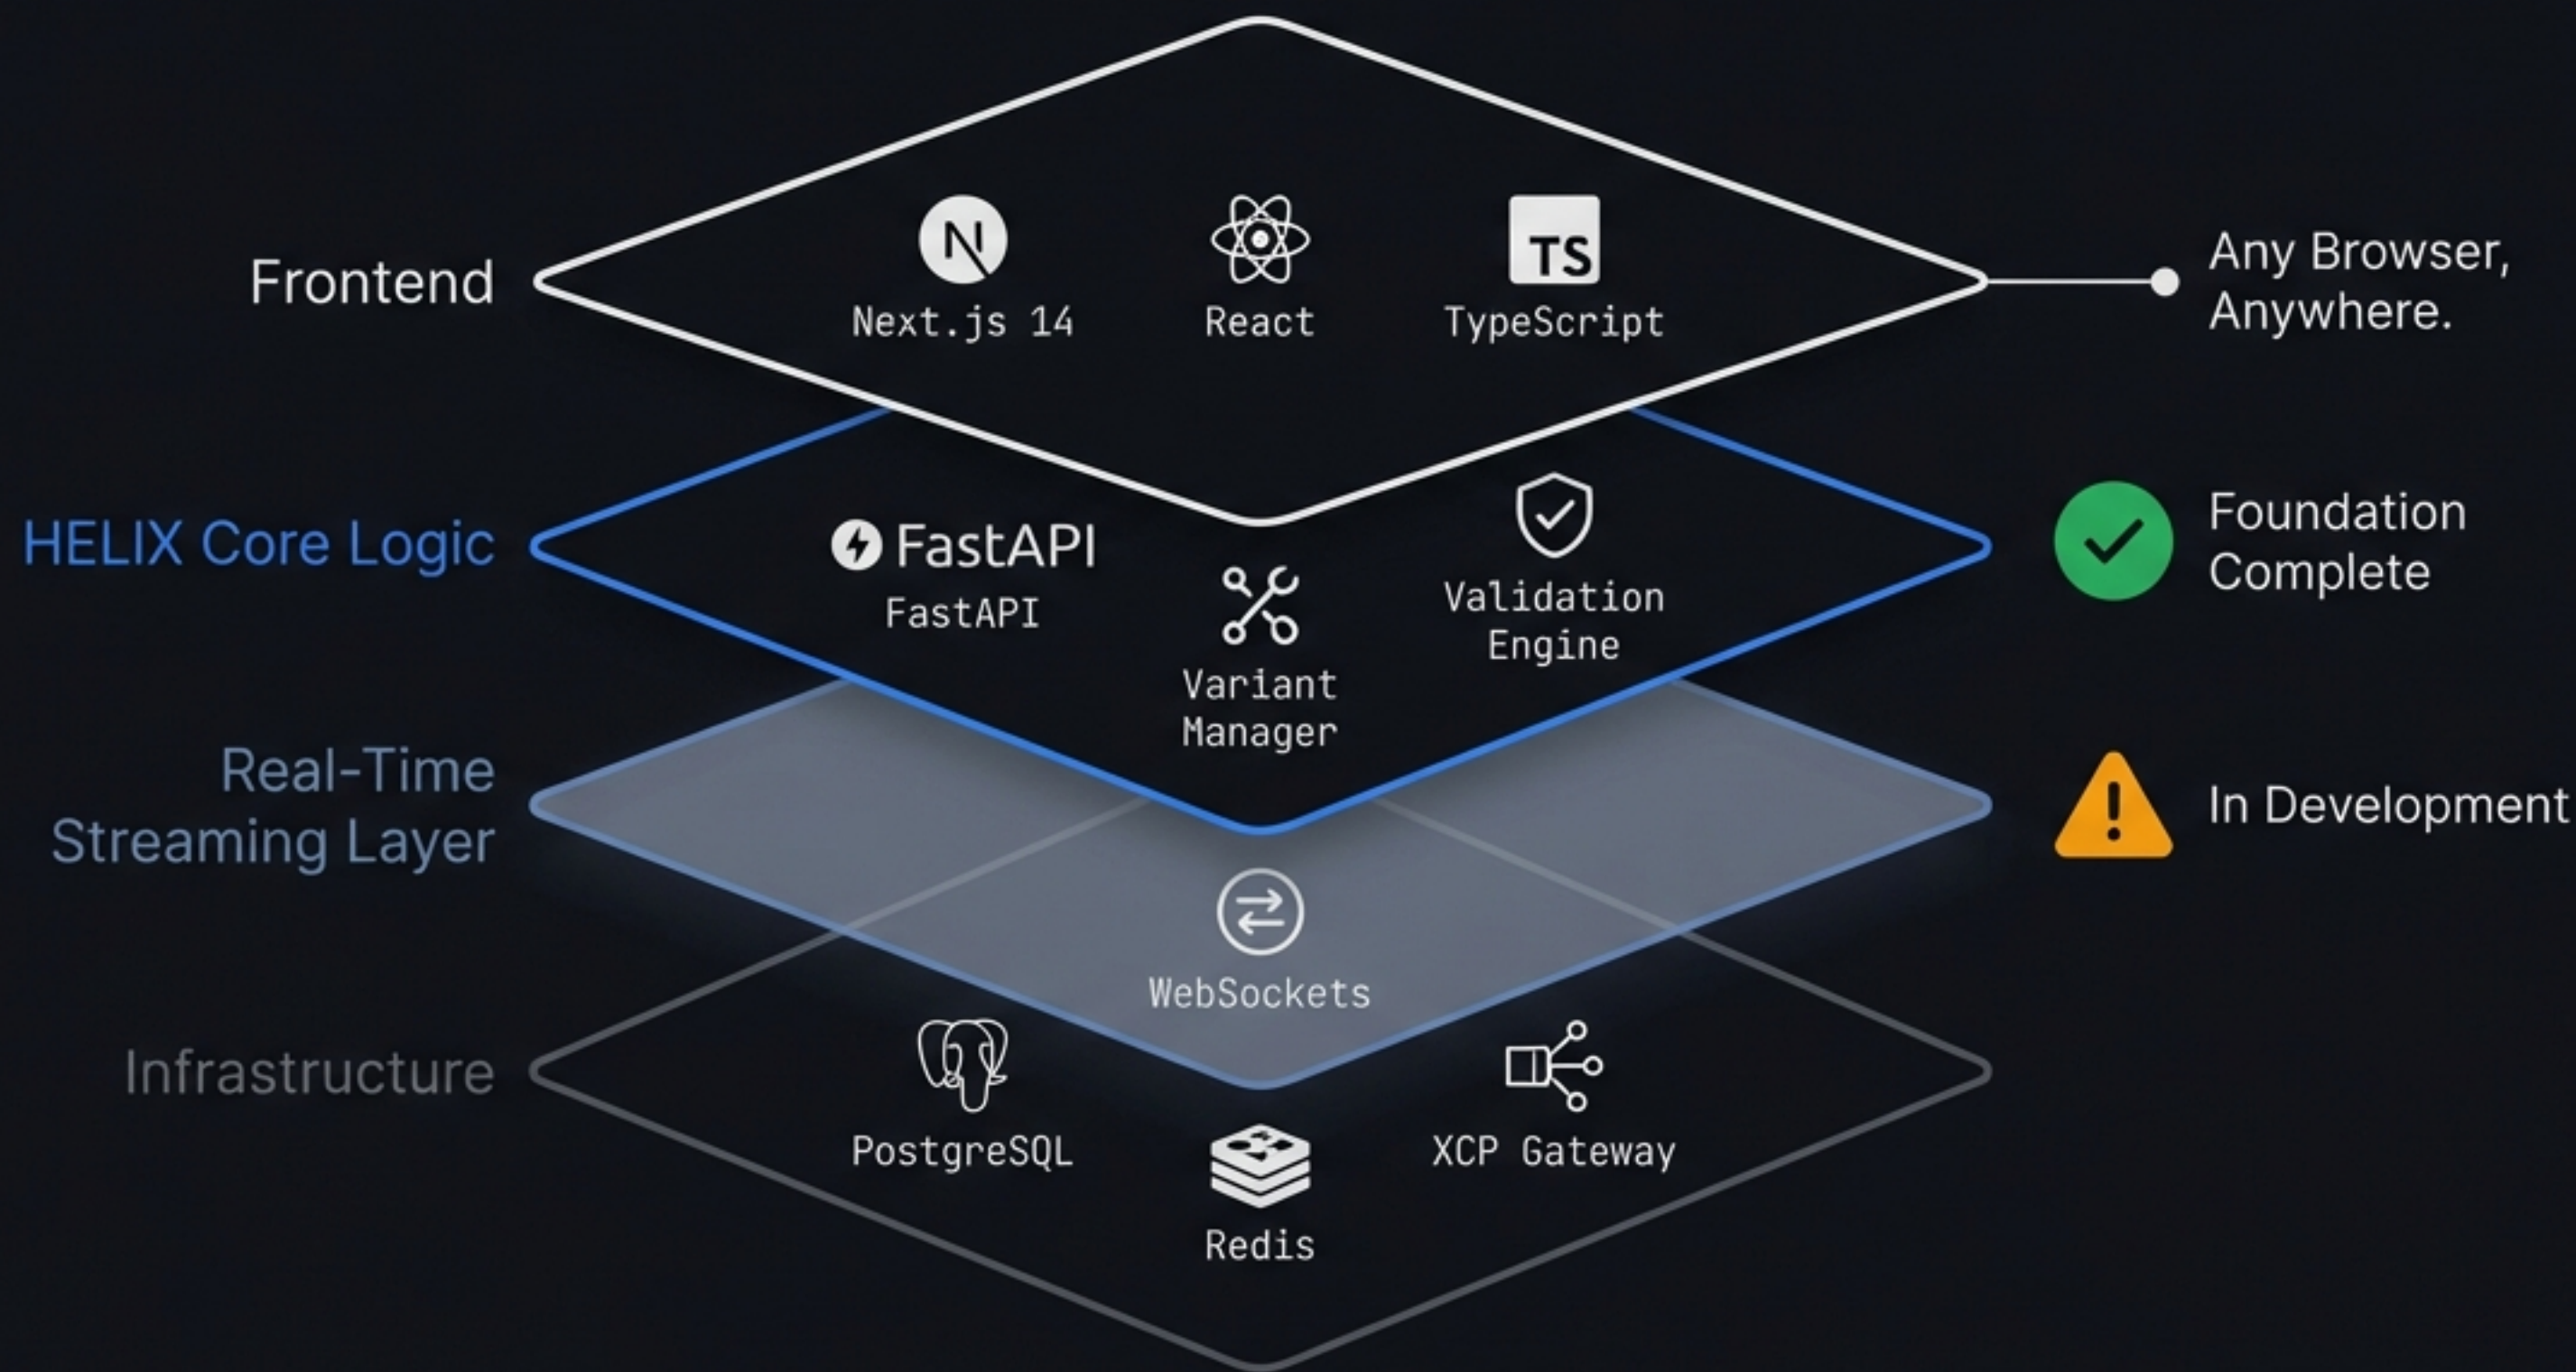 Frontend
N
Next.js 14
React
TS
TypeScript
Any Browser,
Anywhere.
HELIX Core Logic
FastAPI
FastAPI
Variant
Manager
Validation
Engine
Foundation
Complete
Real-Time
Streaming Layer
WebSockets
In Development
Infrastructure
PostgreSQL
Redis
XCP Gateway